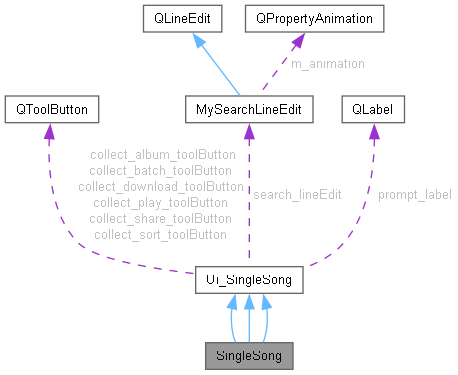 QLineEdit
QPropertyAnimation
m_animation
QToolButton
MySearchLineEdit
QLabel
collect_album_toolButton
collect_batch_toolButton
collect_download_toolButton
collect_play_toolButton
collect_share_toolButton
collect_sort_toolButton
search_lineEdit
prompt_label
Ui_SingleSong
SingleSong